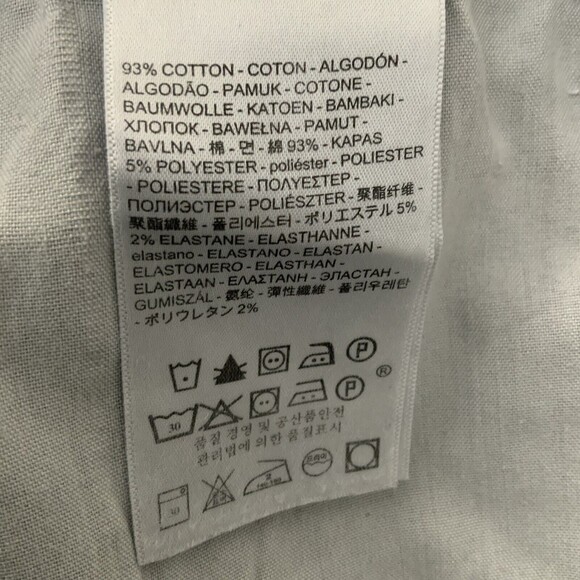 93% COTTON - COTON - ALGODÓN -
ALGODÃO - PAMUK - COTONE -
BAUMWOLLE - KATOEN - BAMBAKI -
ХЛОПОК - BAWEŁNA - PAMUT -
BAVLNA - 棉 - 면 - 綿 93% - KAPAS
5% POLYESTER - poliéster - POLIESTER -
- POLIESTERE - ΠΟΛΥΕΣΤΕΡ -
ПОЛИЭСТЕР - POLIÉSZTER - 聚酯纤维 -
聚酯纖維 - 폴리에스터 - ポリエステル 5%
2% ELASTANE - ELASTHANNE -
elastano - ELASTANO - ELASTAN -
ELASTOMERO - ELASTHAN -
ELASTAAN - ΕΛΑΣΤΑΝΗ - ЭЛАСТАН -
GUMISZÁL - 氨纶 - 彈性纖維 - 폴리우레탄
- ポリウレタン 2%
P
30 P ®
품질 경영 및 공산품안전
관리법에 의한 품질표시
30 2